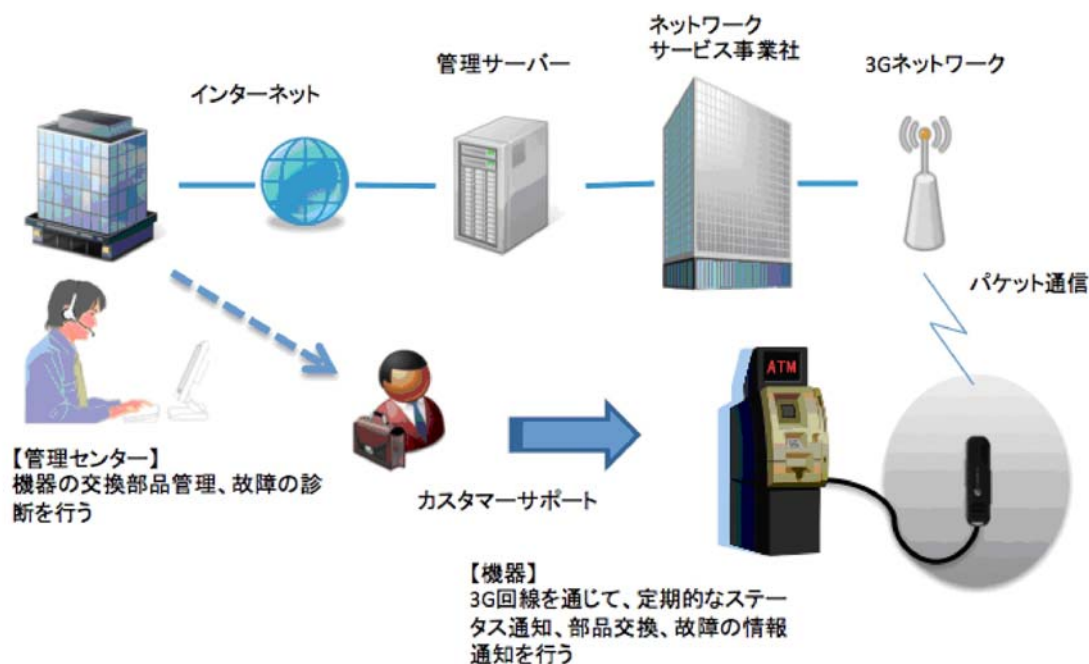 ネットワーク
サービス事業社
管理サーバー
3Gネットワーク
インターネット
パケット通信
ATM
【管理センター】
機器の交換部品管理、故障の診
断を行う
カスタマーサポート
【機器】
3G回線を通じて、定期的なステー
タス通知、部品交換、故障の情報
通知を行う